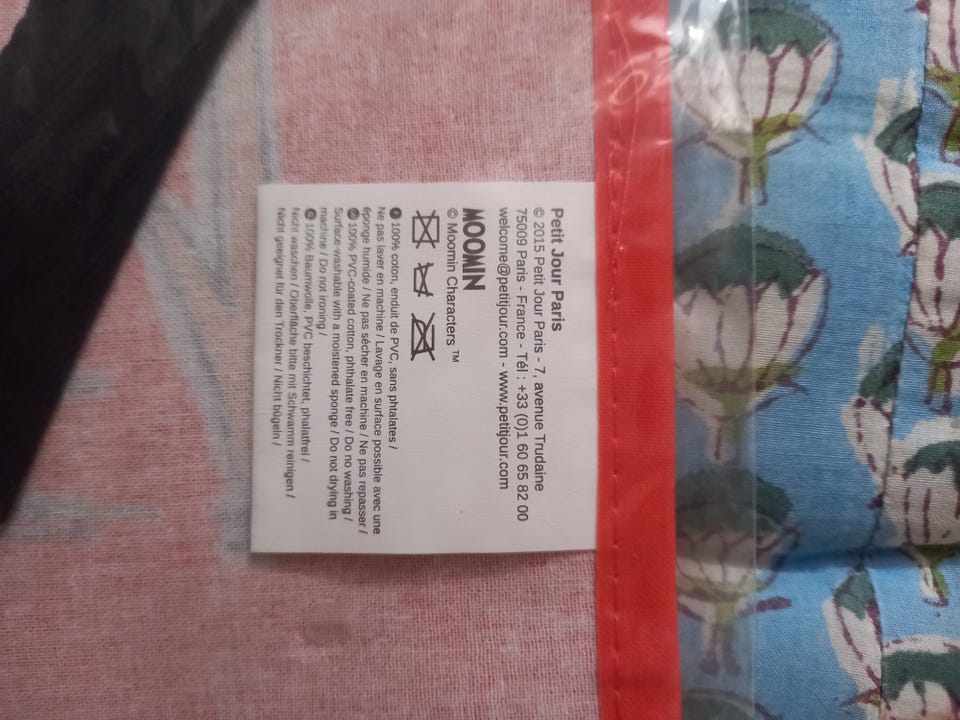 Petit Jour Paris
© 2015 Petit Jour Paris - 7, avenue Trudaine
75009 Paris - France - Tél : +33 (0)1 60 65 82 00
welcome@petitjour.com - www.petitjour.com
MOOMIN
© Moomin Characters ™
F 100% coton, enduit de PVC, sans phtalates /
Ne pas laver en machine / Lavage en surface possible avec une
éponge humide / Ne pas sécher en machine / Ne pas repasser /
100% PVC-coated cotton, phthalate free / Do no washing /
Surface-washable with a moistened sponge / Do not drying in
machine / Do not ironing /
100% Baumwolle, PVC beschichtet, phalatfrei /
Nicht waschen / Oberfläche bitte mit Schwamm reinigen /
Nicht geeignet für den Trockner / Nicht bügeln /